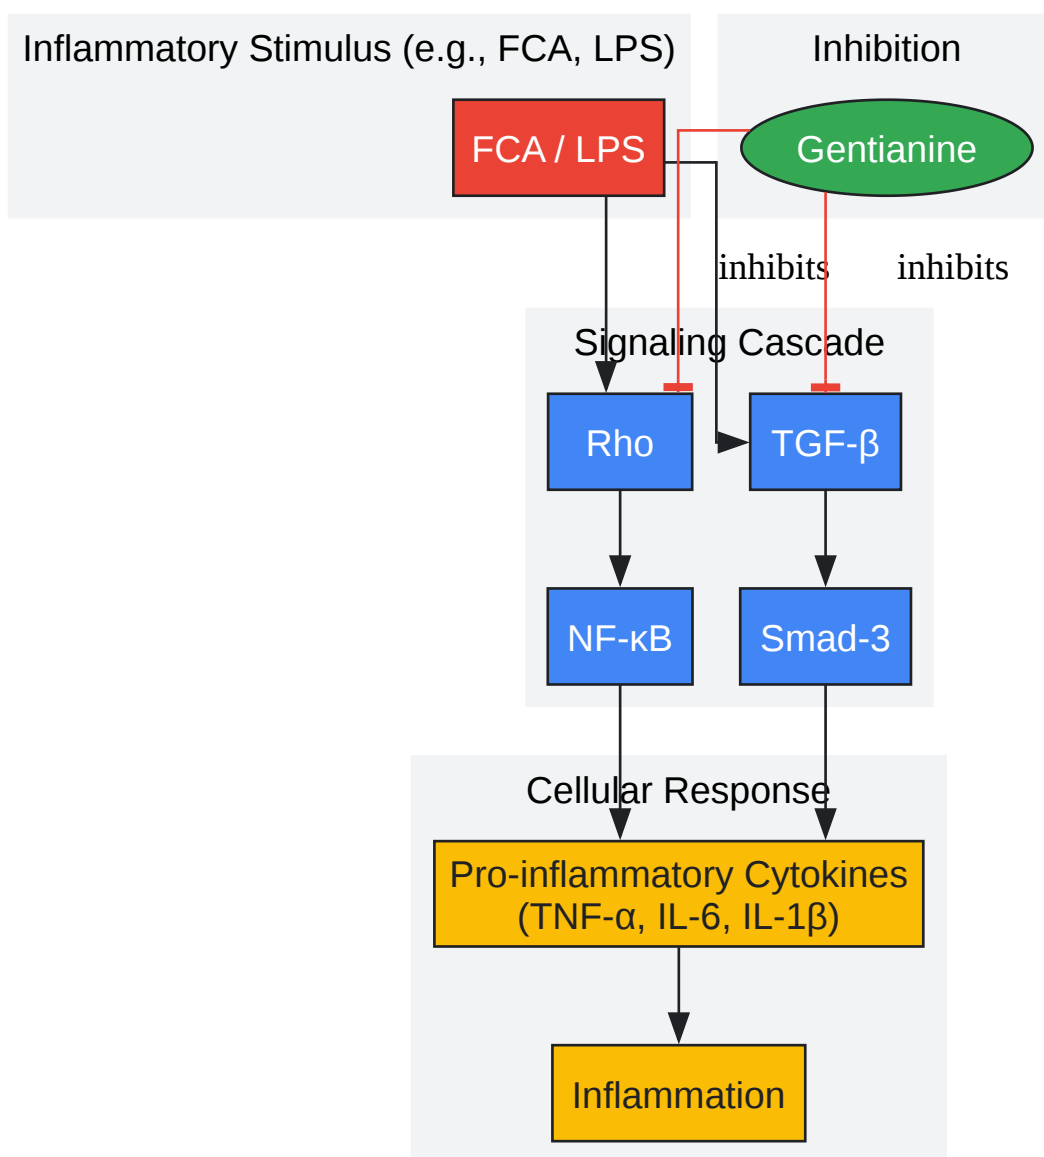 Inflammatory Stimulus (e.g., FCA, LPS)
Inhibition
FCA / LPS
Gentianine
inhibits
inhibits
Signaling Cascade
Rho
TGF-β
NF-κB
Smad-3
Cellular Response
Pro-inflammatory Cytokines
(TNF-α, IL-6, IL-1β)
Inflammation